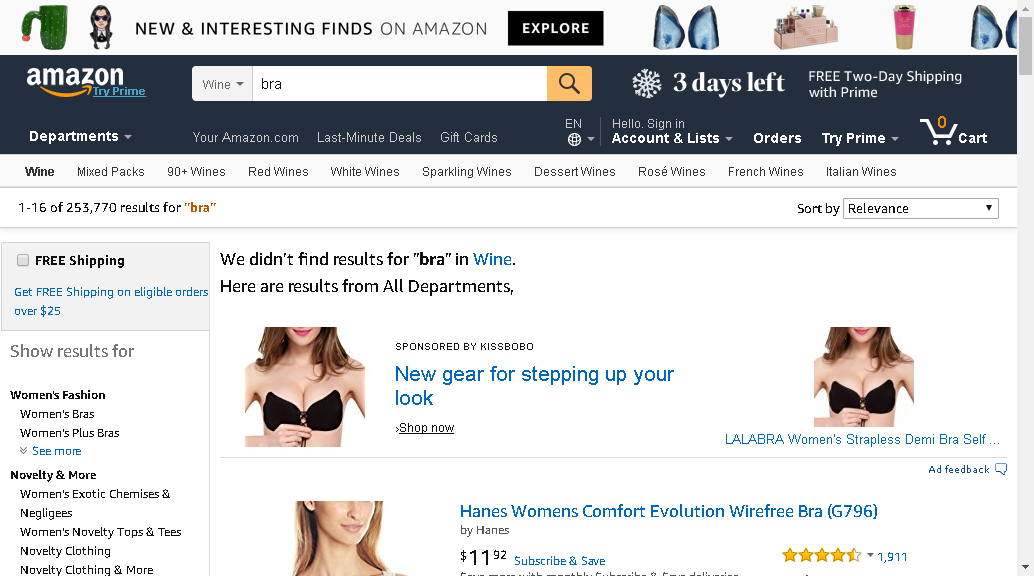 NEW & INTERESTING FINDS ON AMAZON EXPLORE
amazon
Try Prime
Wine
bra
3 days left
FREE Two-Day Shipping
with Prime
Departments
Your Amazon.com Last-Minute Deals Gift Cards
EN
Hello. Sign in
Account & Lists
Orders
Try Prime
0
Cart
Wine Mixed Packs 90+ Wines Red Wines White Wines Sparkling Wines Dessert Wines Rosé Wines French Wines Italian Wines
1-16 of 253,770 results for "bra"
Sort by Relevance
FREE Shipping
Get FREE Shipping on eligible orders
over $25
Show results for
Women's Fashion
Women's Bras
Women's Plus Bras
See more
Novelty & More
Women's Exotic Chemises &
Negligees
Women's Novelty Tops & Tees
Novelty Clothing
Novelty Clothing & More
We didn't find results for "bra" in Wine.
Here are results from All Departments,
SPONSORED BY KISSBOBO
New gear for stepping up your
look
›Shop now
LALABRA Women's Strapless Demi Bra Self ...
Ad feedback
Hanes Womens Comfort Evolution Wirefree Bra (G796)
by Hanes
$11 92 Subscribe & Save
1,911
Save more with monthly Subscribe & Save deliveries